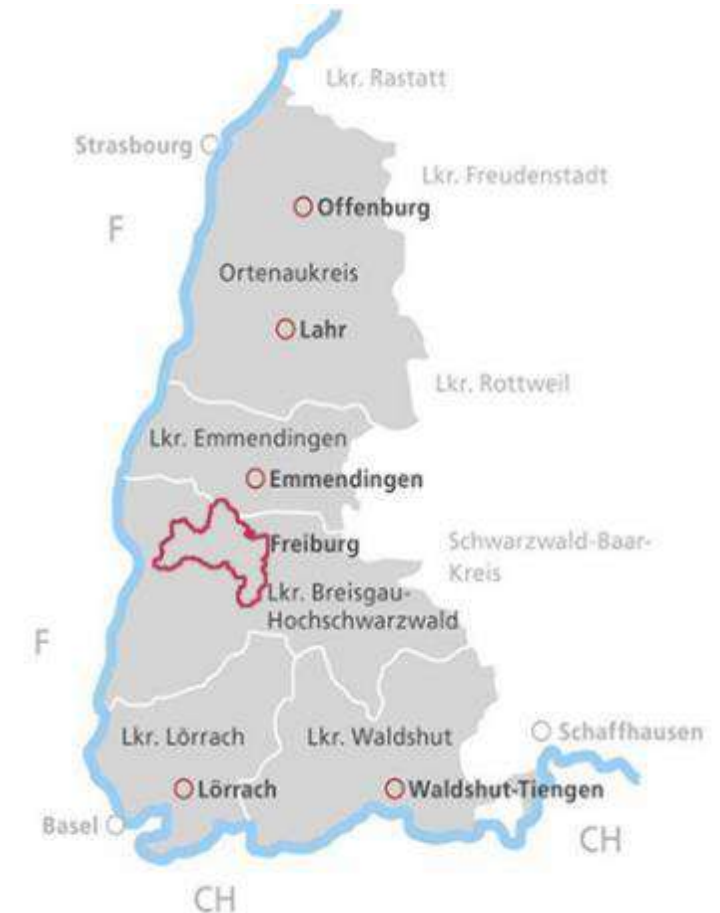 Lkr. Rastatt
Strasbourg
Lkr. Freudenstadt
Offenburg
F
Ortenaukreis
Lahr
Lkr. Rottweil
Lkr. Emmendingen
Emmendingen
Freiburg
Schwarzwald-Baar-
Kreis
Lkr. Breisgau-
Hochschwarzwald
F
Lkr. Lörrach
Lkr. Waldshut
Schaffhausen
Lörrach
Waldshut-Tiengen
Basel
CH
CH